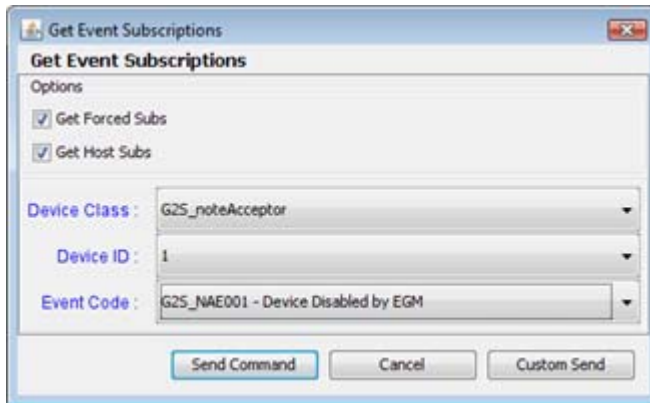 Get Event Subscriptions
Get Event Subscriptions
Options
Get Forced Subs
Get Host Subs
Device Class : G2S_noteAcceptor
Device ID : 1
Event Code : G2S_NAE001 - Device Disabled by EGM
Send Command Cancel Custom Send